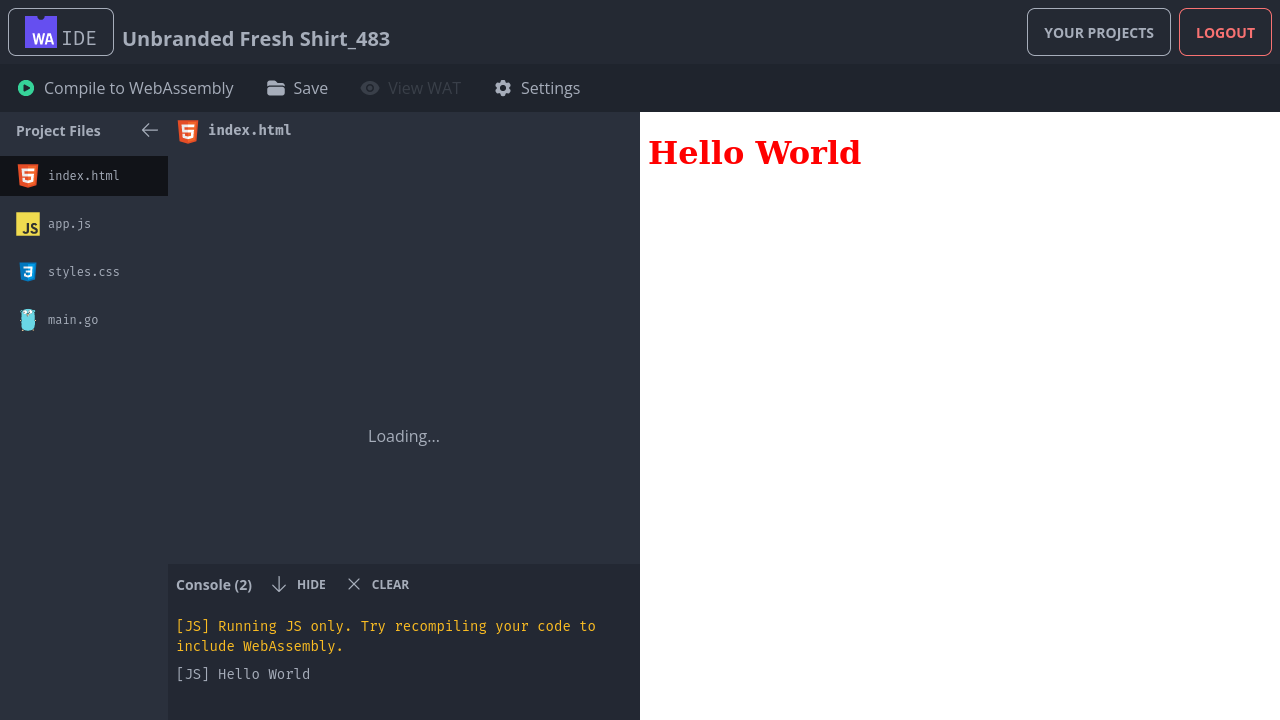 WA IDE
Unbranded Fresh Shirt_483
YOUR PROJECTS
LOGOUT
Compile to WebAssembly
Save
View WAT
Settings
Project Files
index.html
JS app.js
styles.css
main.go
index.html
Loading...
Console (2)
HIDE
CLEAR
[JS] Running JS only. Try recompiling your code to
include WebAssembly.
[JS] Hello World
Hello World